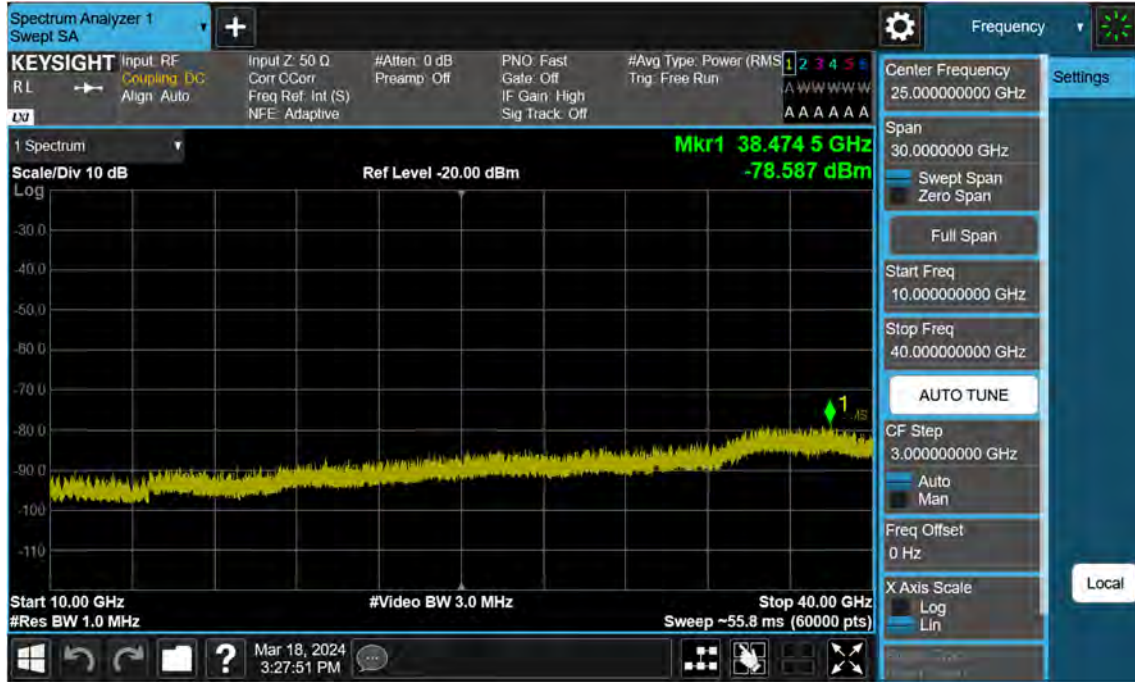 Spectrum Analyzer 1
Swept SA
+
Frequency
KEYSIGHT
RL
LXI
Input: RF
Coupling: DC
Align: Auto
Input Z: 50 Ω
Corr CCorr
Freq Ref: Int (S)
NFE: Adaptive
#Atten: 0 dB
Preamp: Off
PNO: Fast
Gate: Off
IF Gain: High
Sig Track: Off
#Avg Type: Power (RMS
Trig: Free Run
1 2 3 4 5 6
A W W W W W
A A A A A A
1 Spectrum
Scale/Div 10 dB
Ref Level -20.00 dBm
Mkr1 38.474 5 GHz
-78.587 dBm
Log
-30.0
-40.0
-50.0
-60.0
-70.0
-80.0
-90.0
-100
-110
1
Start 10.00 GHz
#Res BW 1.0 MHz
#Video BW 3.0 MHz
Stop 40.00 GHz
Sweep ~55.8 ms (60000 pts)
Center Frequency
25.000000000 GHz
Span
30.0000000 GHz
Swept Span
Zero Span
Full Span
Start Freq
10.000000000 GHz
Stop Freq
40.000000000 GHz
AUTO TUNE
CF Step
3.000000000 GHz
Auto
Man
Freq Offset
0 Hz
X Axis Scale
Log
Lin
Settings
Local
?
Mar 18, 2024
3:27:51 PM